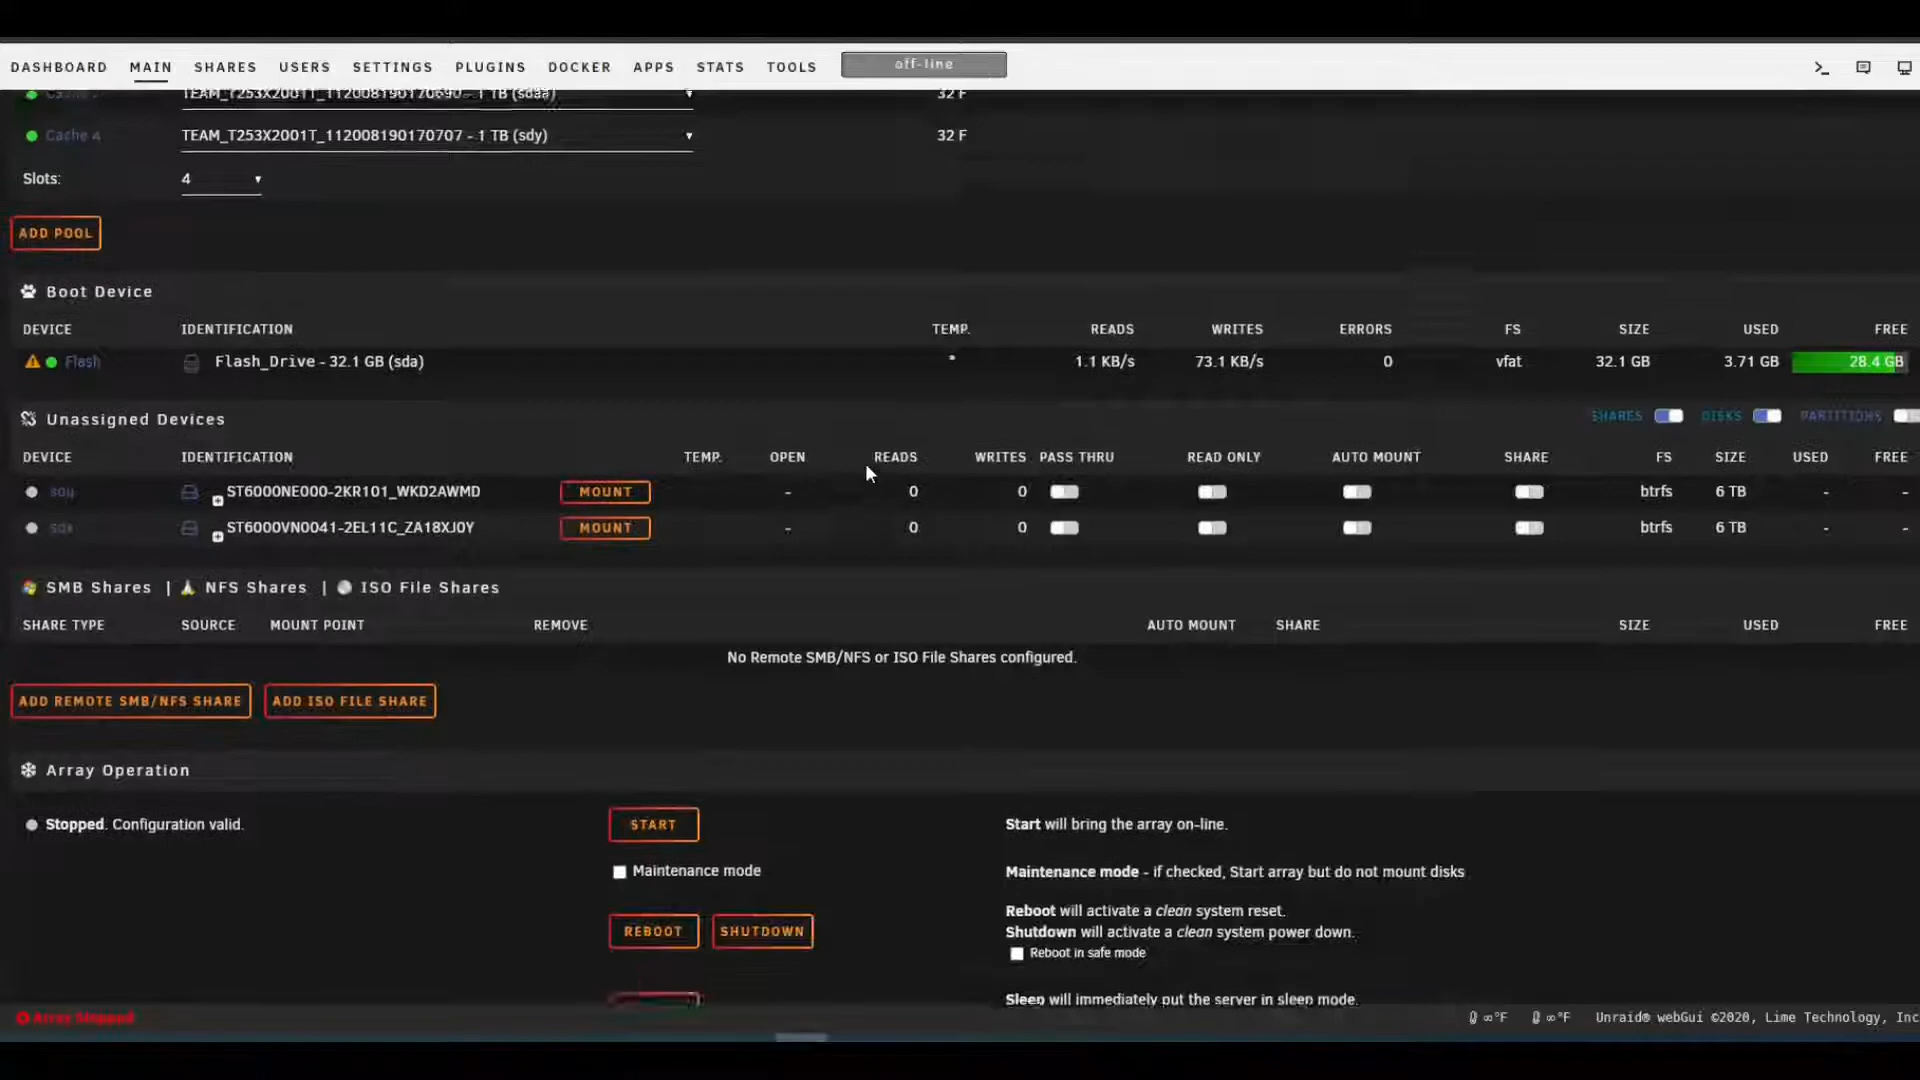 DASHBOARD MAIN SHARES USERS SETTINGS PLUGINS DOCKER APPS STATS TOOLS off-line
TEAM_T253X2001T_112008190170690 - 1 TB (sdaa) 32 F
Cache 4 TEAM_T253X2001T_112008190170707 - 1 TB (sdy) 32 F
Slots: 4
ADD POOL
Boot Device
DEVICE IDENTIFICATION TEMP. READS WRITES ERRORS FS SIZE USED FREE
Flash Flash_Drive - 32.1 GB (sda) * 1.1 KB/s 73.1 KB/s 0 vfat 32.1 GB 3.71 GB 28.4 GB
Unassigned Devices SHARES DISKS PARTITIONS
DEVICE IDENTIFICATION TEMP. OPEN READS WRITES PASS THRU READ ONLY AUTO MOUNT SHARE FS SIZE USED FREE
ST6000NE000-2KR101_WKD2AWMD MOUNT - 0 0 btrfs 6 TB - -
ST6000VN0041-2EL11C_ZA18XJ0Y MOUNT - 0 0 btrfs 6 TB - -
SMB Shares | NFS Shares | ISO File Shares
SHARE TYPE SOURCE MOUNT POINT REMOVE AUTO MOUNT SHARE SIZE USED FREE
No Remote SMB/NFS or ISO File Shares configured.
ADD REMOTE SMB/NFS SHARE ADD ISO FILE SHARE
Array Operation
Stopped. Configuration valid. START Start will bring the array on-line.
Maintenance mode Maintenance mode - if checked, Start array but do not mount disks
Reboot will activate a clean system reset.
REBOOT SHUTDOWN Shutdown will activate a clean system power down.
Reboot in safe mode
Sleep will immediately put the server in sleep mode.
Array Stopped ∞°F ∞°F Unraid® webGui ©2020, Lime Technology, Inc